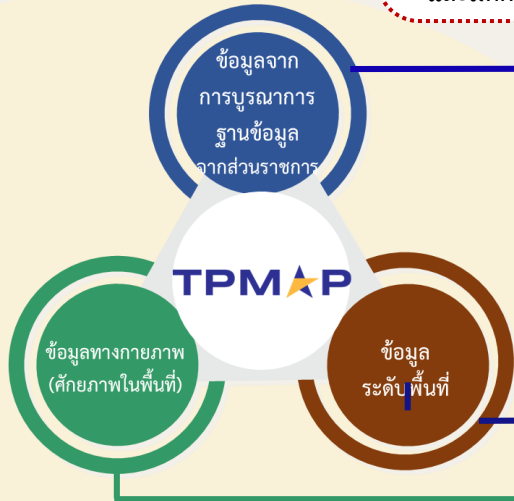 ข้อมูลจาก
การบูรณาการ
ฐานข้อมูล
จากส่วนราชการ
TPMAP
ข้อมูลทางกายภาพ
(ศักยภาพในพื้นที่)
ข้อมูล
ระดับพื้นที่